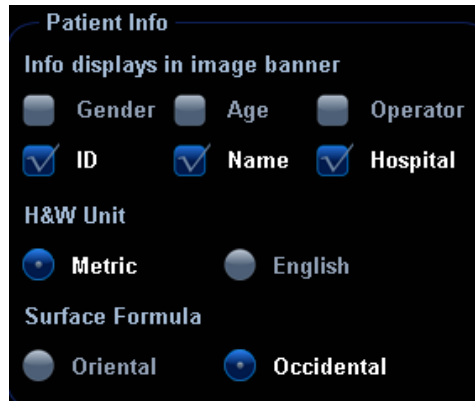 Patient Info
Info displays in image banner
Gender Age Operator
ID Name Hospital
H&W Unit
Metric English
Surface Formula
Oriental Occidental